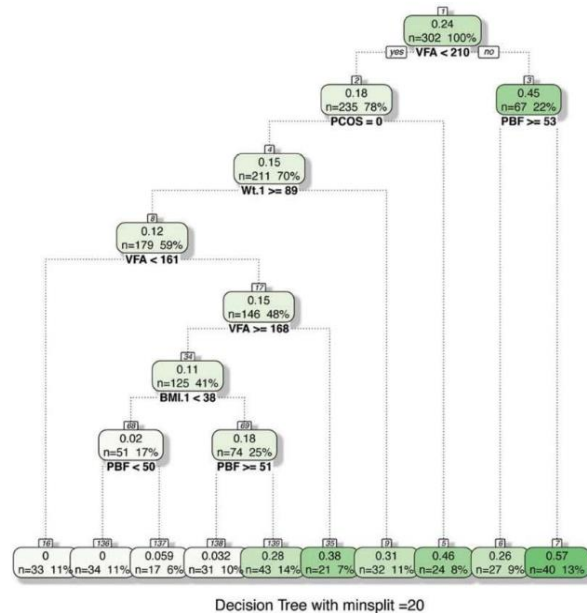 1
0.24
n=302 100%
yes VFA < 210 no
2 3
0.18 0.45
n=235 78% n=67 22%
PCOS = 0 PBF >= 53
4
0.15
n=211 70%
Wt.1 >= 89
8
0.12
n=179 59%
VFA < 161
17
0.15
n=146 48%
VFA >= 168
34
0.11
n=125 41%
BMI.1 < 38
68 69
0.02 0.18
n=51 17% n=74 25%
PBF < 50 PBF >= 51
16 136 137 138 139 35 9 5 6 7
0 0 0.059 0.032 0.28 0.38 0.31 0.46 0.26 0.57
n=33 11% n=34 11% n=17 6% n=31 10% n=43 14% n=21 7% n=32 11% n=24 8% n=27 9% n=40 13%
Decision Tree with minsplit =20